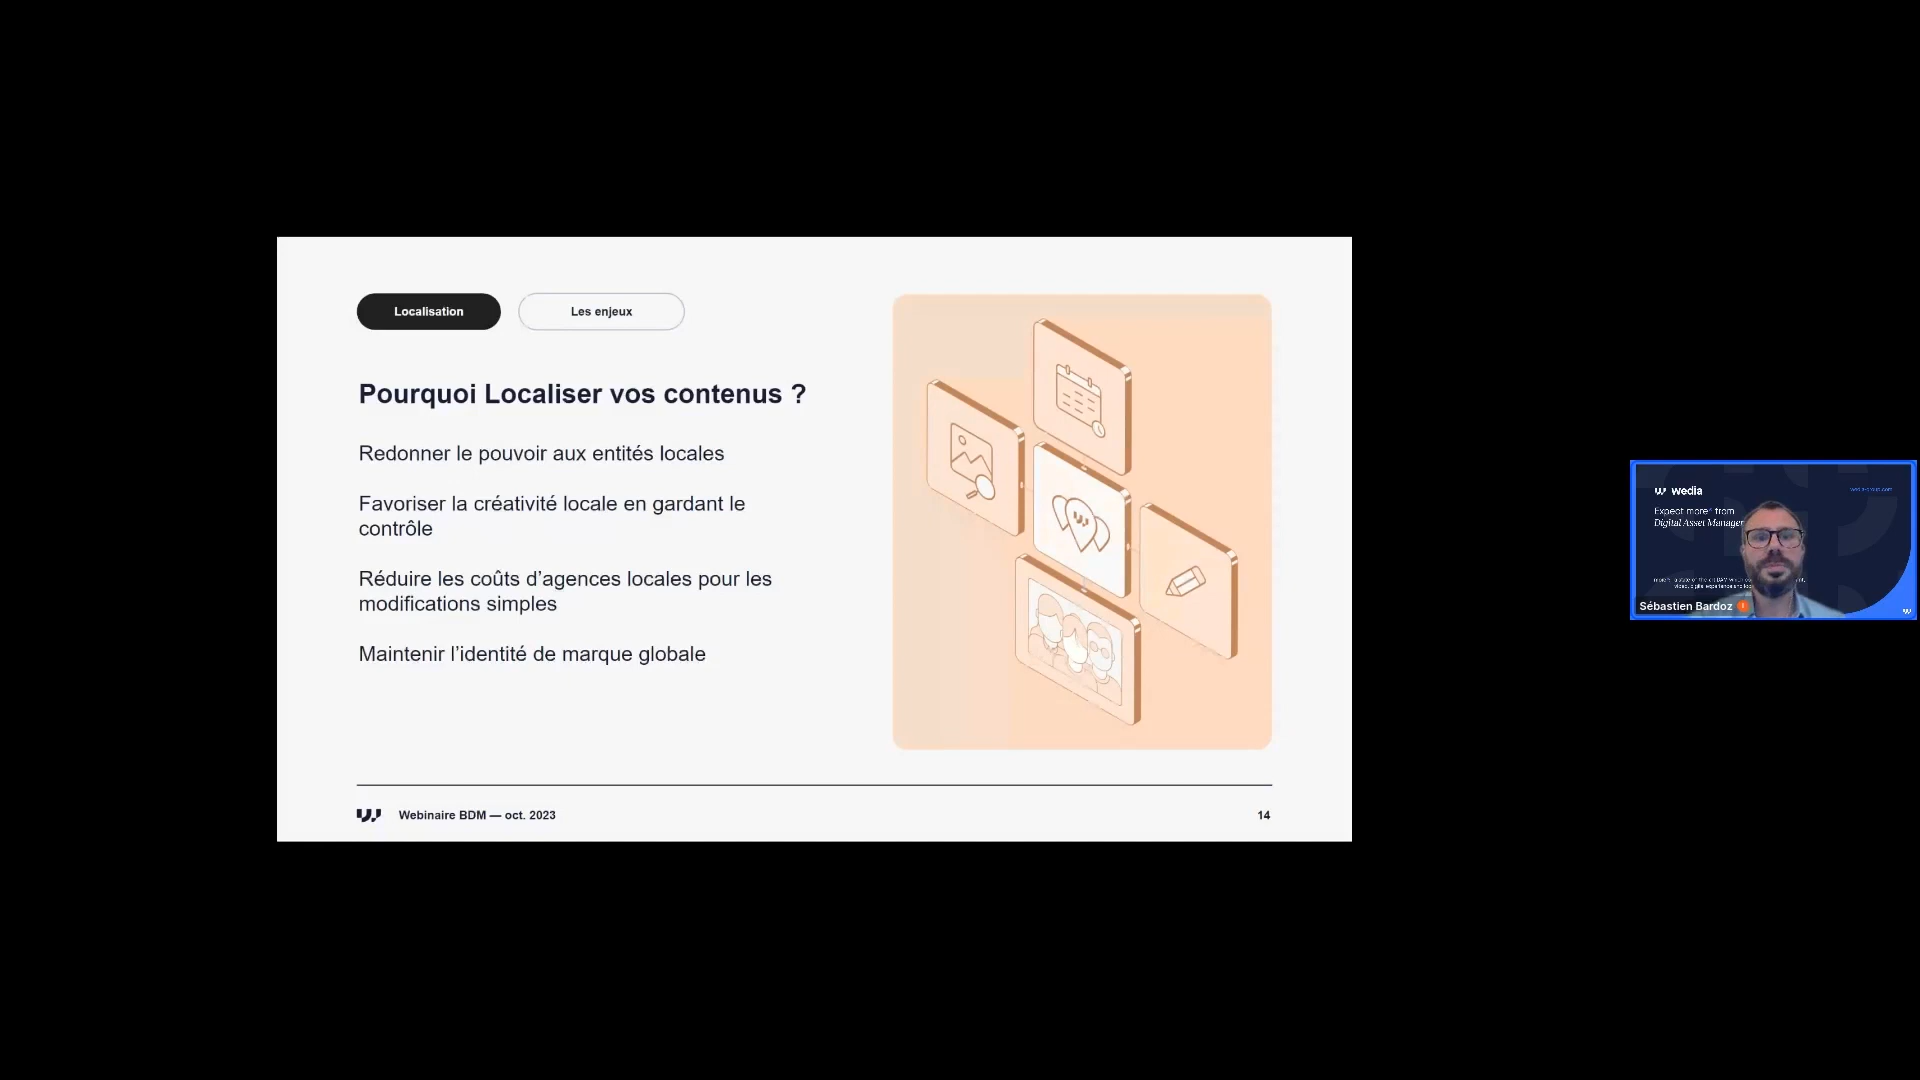 Localisation
Les enjeux
Pourquoi Localiser vos contenus ?
Redonner le pouvoir aux entités locales
Favoriser la créativité locale en gardant le
contrôle
Réduire les coûts d’agences locales pour les
modifications simples
Maintenir l’identité de marque globale
Webinaire BDM — oct. 2023
14
wedia
Expect more* from
Digital Asset Manager
Sébastien Bardoz